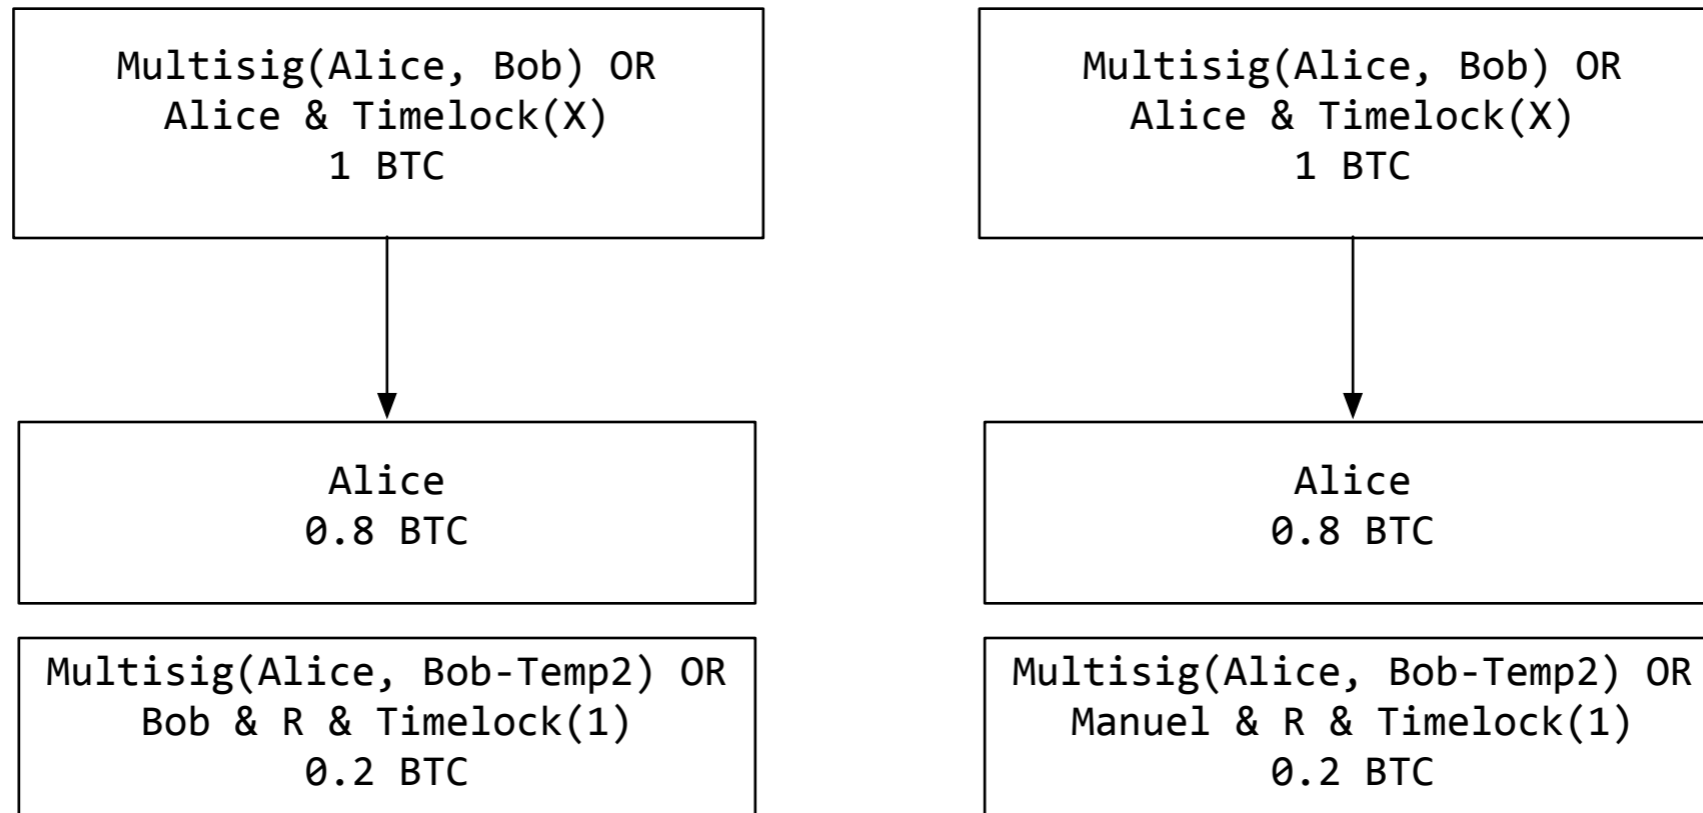 Multisig(Alice, Bob) OR
Alice & Timelock(X)
1 BTC
Alice
0.8 BTC
Multisig(Alice, Bob-Temp2) OR
Bob & R & Timelock(1)
0.2 BTC
Multisig(Alice, Bob) OR
Alice & Timelock(X)
1 BTC
Alice
0.8 BTC
Multisig(Alice, Bob-Temp2) OR
Manuel & R & Timelock(1)
0.2 BTC